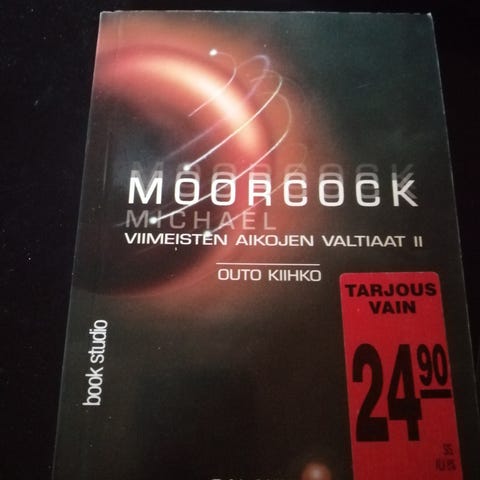 MOORCOCK
MICHAEL
VIIMEISTEN AIKOJEN VALTIAAT II
OUTO KIIHKO
book studio
TARJOUS
VAIN
24 90